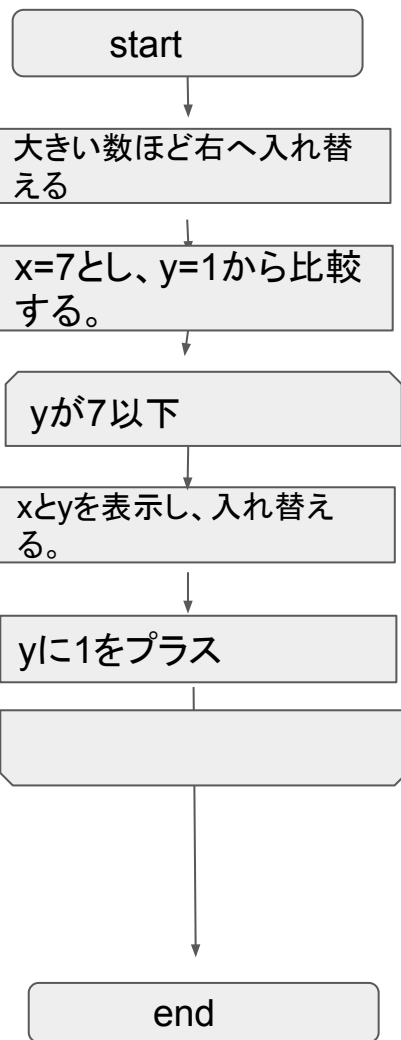 start
大きい数ほど右へ入れ替
える
x=7とし、y=1から比較
する。
yが7以下
xとyを表示し、入れ替え
る。
yに1をプラス
end